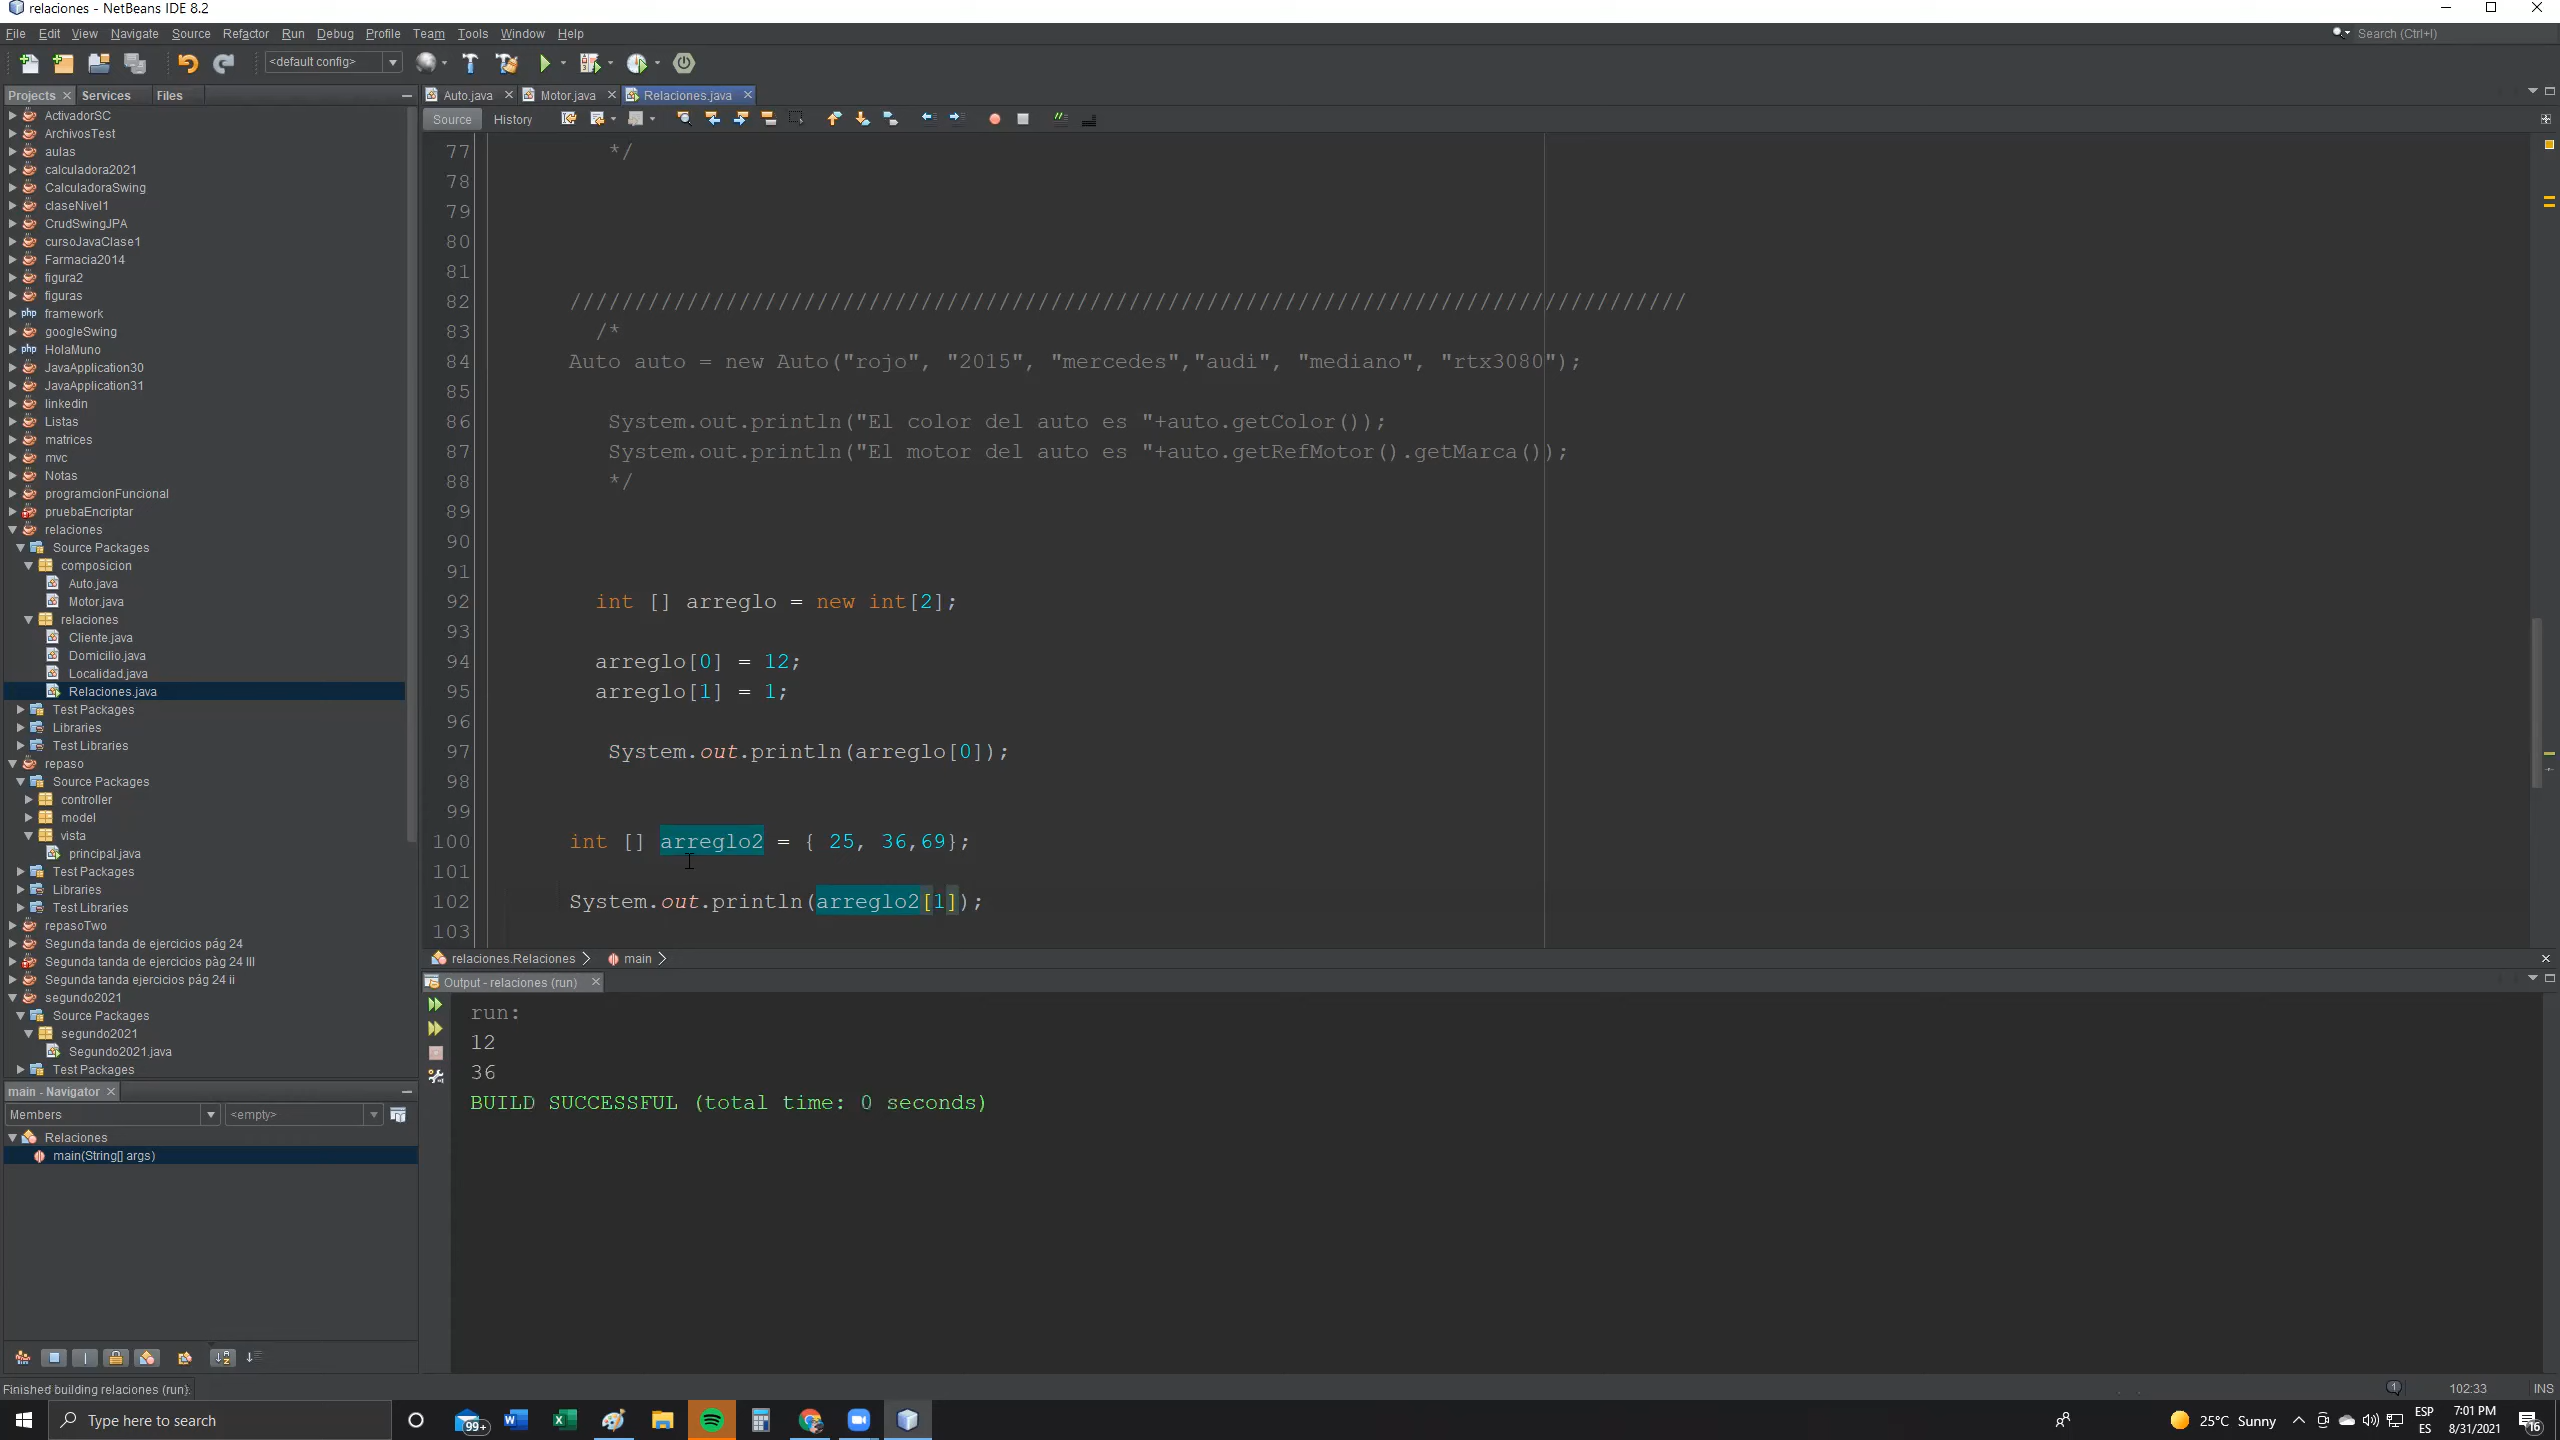 relaciones - NetBeans IDE 8.2
File Edit View Navigate Source Refactor Run Debug Profile Team Tools Window Help
Search (Ctrl+I)
<default config>
Projects Services Files
Auto.java Motor.java Relaciones.java
Source History
ActivadorSC
ArchivosTest
aulas
calculadora2021
CalculadoraSwing
claseNivel1
CrudSwingJPA
cursoJavaClase1
Farmacia2014
figura2
figuras
php framework
googleSwing
php HolaMuno
JavaApplication30
JavaApplication31
linkedin
Listas
matrices
mvc
Notas
programcionFuncional
pruebaEncriptar
relaciones
Source Packages
composicion
Auto.java
Motor.java
relaciones
Cliente.java
Domicilio.java
Localidad.java
Relaciones.java
Test Packages
Libraries
Test Libraries
repaso
Source Packages
controller
model
vista
principal.java
Test Packages
Libraries
Test Libraries
repasoTwo
Segunda tanda de ejercicios pág 24
Segunda tanda de ejercicios pàg 24 III
Segunda tanda de ejercicios pág 24 ii
segundo2021
Source Packages
segundo2021
Segundo2021.java
Test Packages
main - Navigator
Members <empty>
Relaciones
main(String[] args)
77 */
78
79
80
81
82 //////////////////////////////////////////////////////////////////////////////////////
83 /*
84 Auto auto = new Auto("rojo", "2015", "mercedes","audi", "mediano", "rtx3080");
85
86 System.out.println("El color del auto es "+auto.getColor());
87 System.out.println("El motor del auto es "+auto.getRefMotor().getMarca());
88 */
89
90
91
92 int [] arreglo = new int[2];
93
94 arreglo[0] = 12;
95 arreglo[1] = 1;
96
97 System.out.println(arreglo[0]);
98
99
100 int [] arreglo2 = { 25, 36,69};
101
102 System.out.println(arreglo2[1]);
103
relaciones.Relaciones main
Output - relaciones (run)
run:
12
36
BUILD SUCCESSFUL (total time: 0 seconds)
Finished building relaciones (run).
1
102:33 INS
Type here to search
99+
25°C Sunny
ESP
ES
7:01 PM
8/31/2021
16